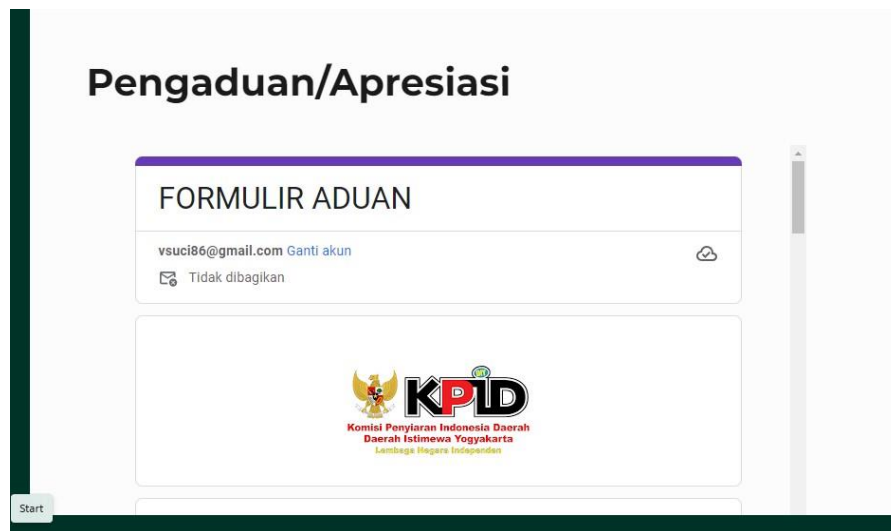 Pengaduan/Apresiasi
FORMULIR ADUAN
vsuci86@gmail.com Ganti akun
Tidak dibagikan
DIY
KPID
Komisi Penyiaran Indonesia Daerah
Daerah Istimewa Yogyakarta
Lembaga Negara Independen
Start